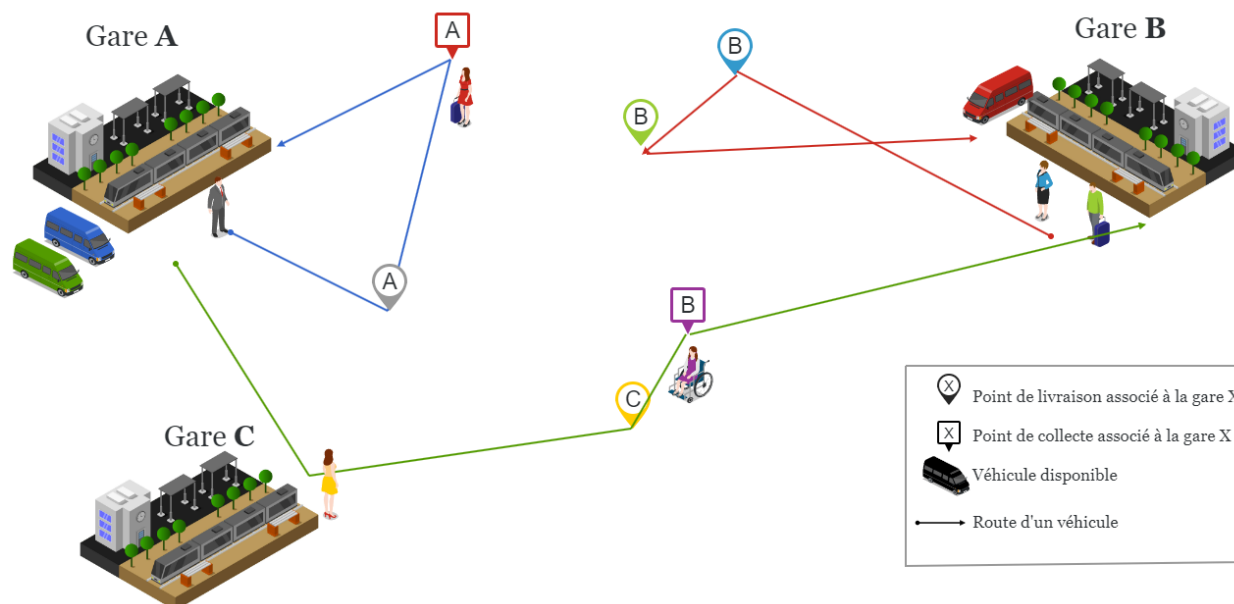 Gare A
Gare B
A
B
B
A
B
C
Gare C
X
Point de livraison associé à la gare X
X
Point de collecte associé à la gare X
Véhicule disponible
Route d'un véhicule